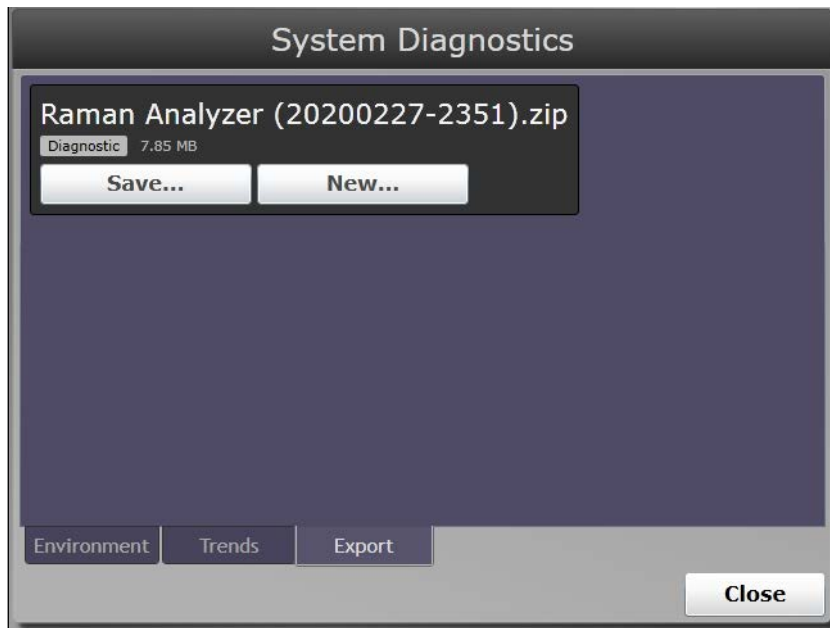 System Diagnostics
Raman Analyzer (20200227-2351).zip
Diagnostic 7.85 MB
Save... New...
Environment Trends Export
Close